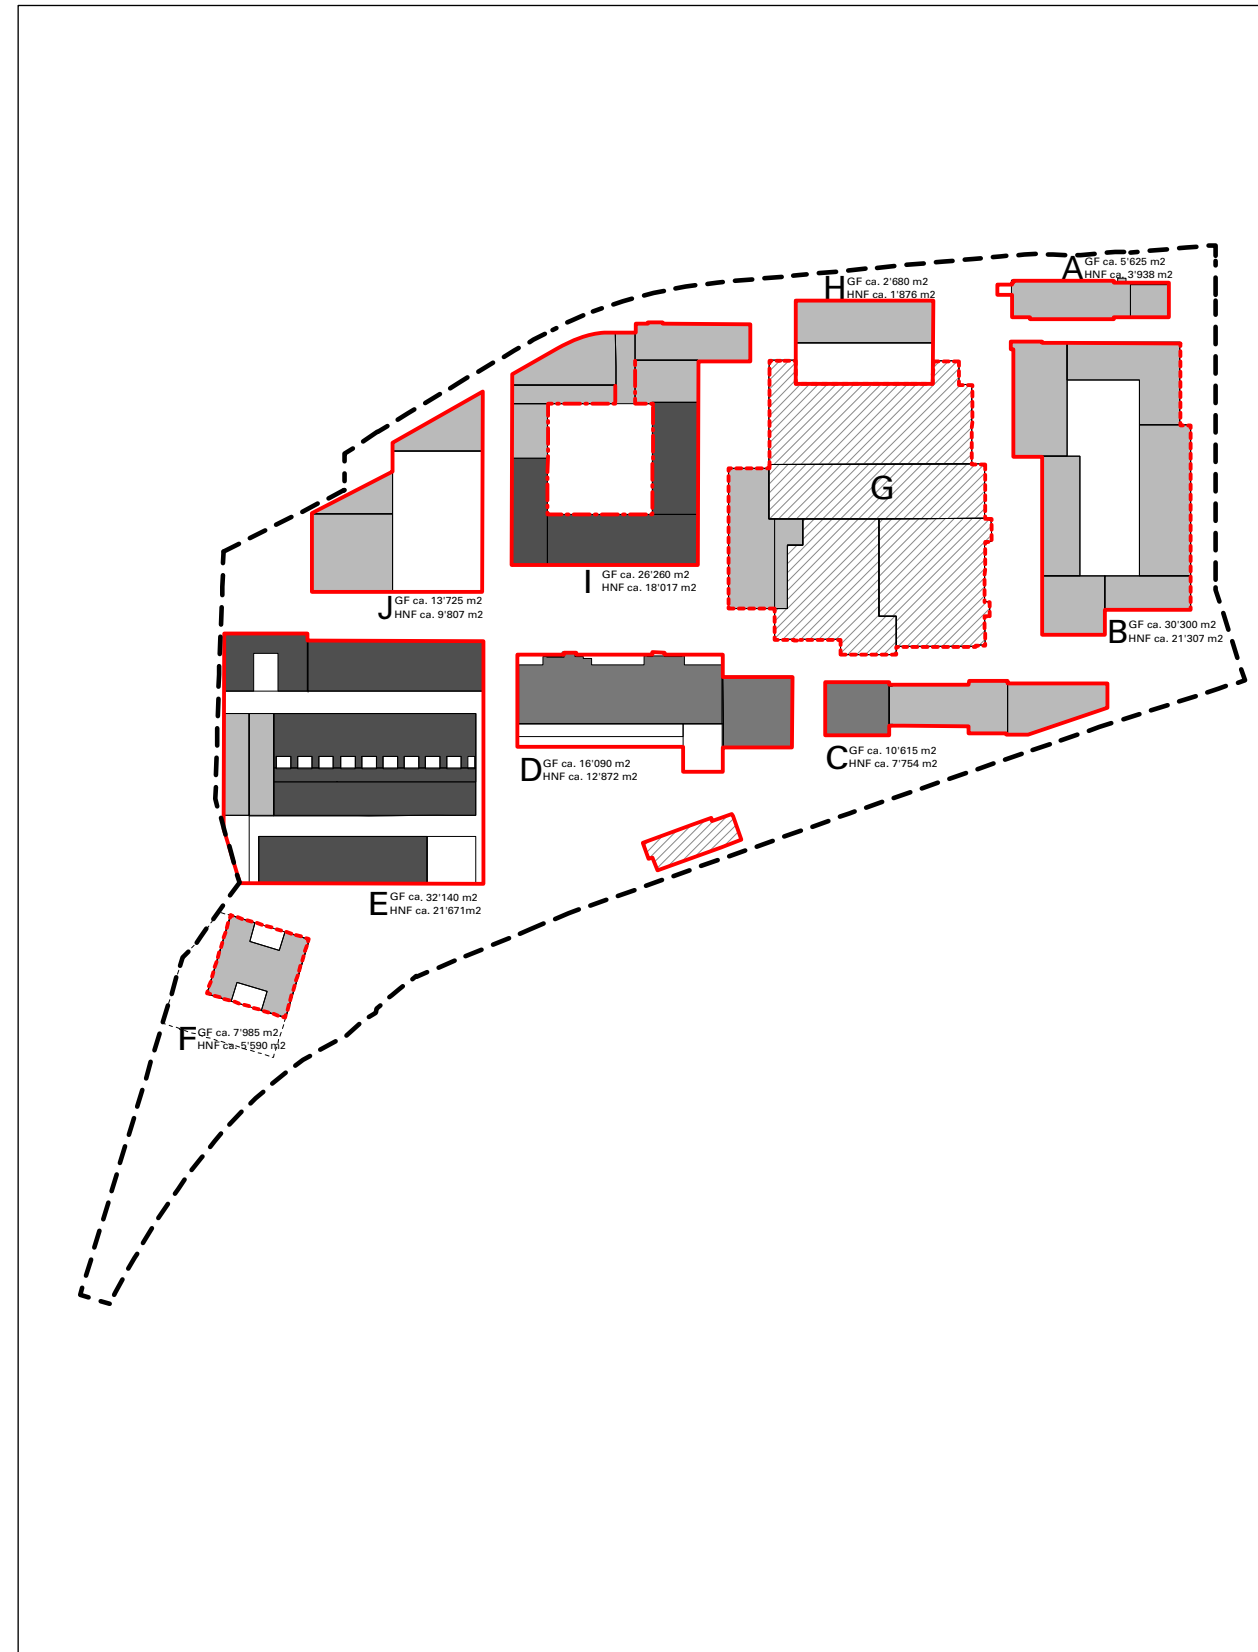 A GF ca. 5'625 m2
HNF ca. 3'938 m2
H GF ca. 2'680 m2
HNF ca. 1'876 m2
G
I GF ca. 26'260 m2
HNF ca. 18'017 m2
J GF ca. 13'725 m2
HNF ca. 9'807 m2
B GF ca. 30'300 m2
HNF ca. 21'307 m2
C GF ca. 10'615 m2
HNF ca. 7'754 m2
D GF ca. 16'090 m2
HNF ca. 12'872 m2
E GF ca. 32'140 m2
HNF ca. 21'671m2
F GF ca. 7'985 m2
HNF ca. 5'590 m2